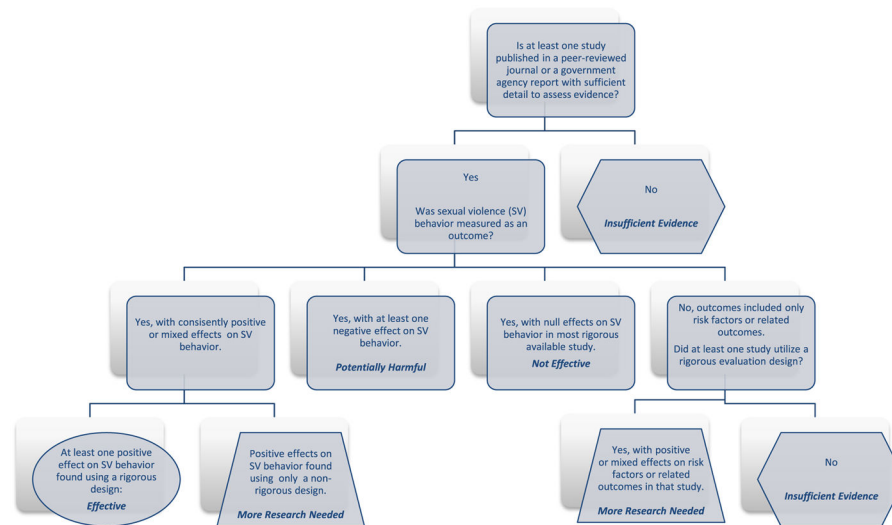 Is at least one study
published in a peer-reviewed
journal or a government
agency report with sufficient
detail to assess evidence?
Yes
Was sexual violence (SV)
behavior measured as an
outcome?
No
Insufficient Evidence
Yes, with consisently positive
or mixed effects on SV
behavior.
Yes, with at least one
negative effect on SV
behavior.
Potentially Harmful
Yes, with null effects on SV
behavior in most rigorous
available study.
Not Effective
No, outcomes included only
risk factors or related
outcomes.
Did at least one study utilize a
rigorous evaluation design?
At least one positive
effect on SV behavior
found using a rigorous
design:
Effective
Positive effects on
SV behavior found
using only a non-
rigorous design.
More Research Needed
Yes, with positive
or mixed effects on risk
factors or related
outcomes in that study.
More Research Needed
No
Insufficient Evidence